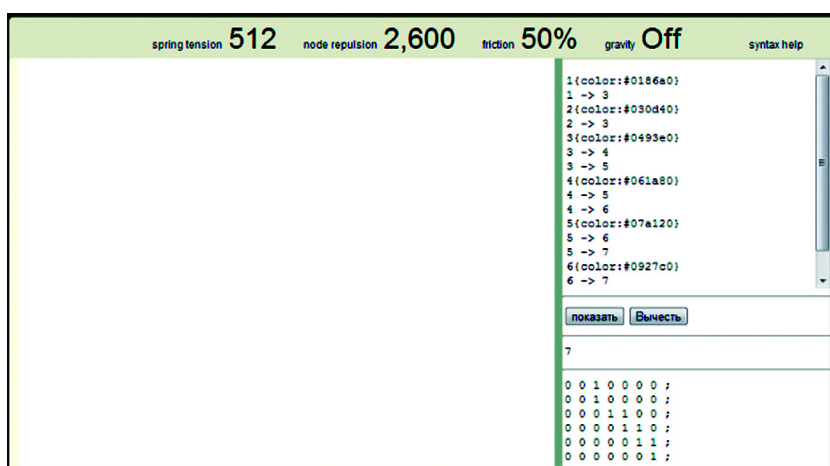 spring tension 512 node repulsion 2,600 friction 50% gravity Off syntax help
1{color:#0186a0}
1 -> 3
2{color:#030d40}
2 -> 3
3{color:#0493e0}
3 -> 4
3 -> 5
4{color:#061a80}
4 -> 5
4 -> 6
5{color:#07a120}
5 -> 6
5 -> 7
6{color:#0927c0}
6 -> 7
показать Вычесть
7
0 0 1 0 0 0 0 ;
0 0 1 0 0 0 0 ;
0 0 0 1 1 0 0 ;
0 0 0 0 1 1 0 ;
0 0 0 0 0 1 1 ;
0 0 0 0 0 0 1 ;